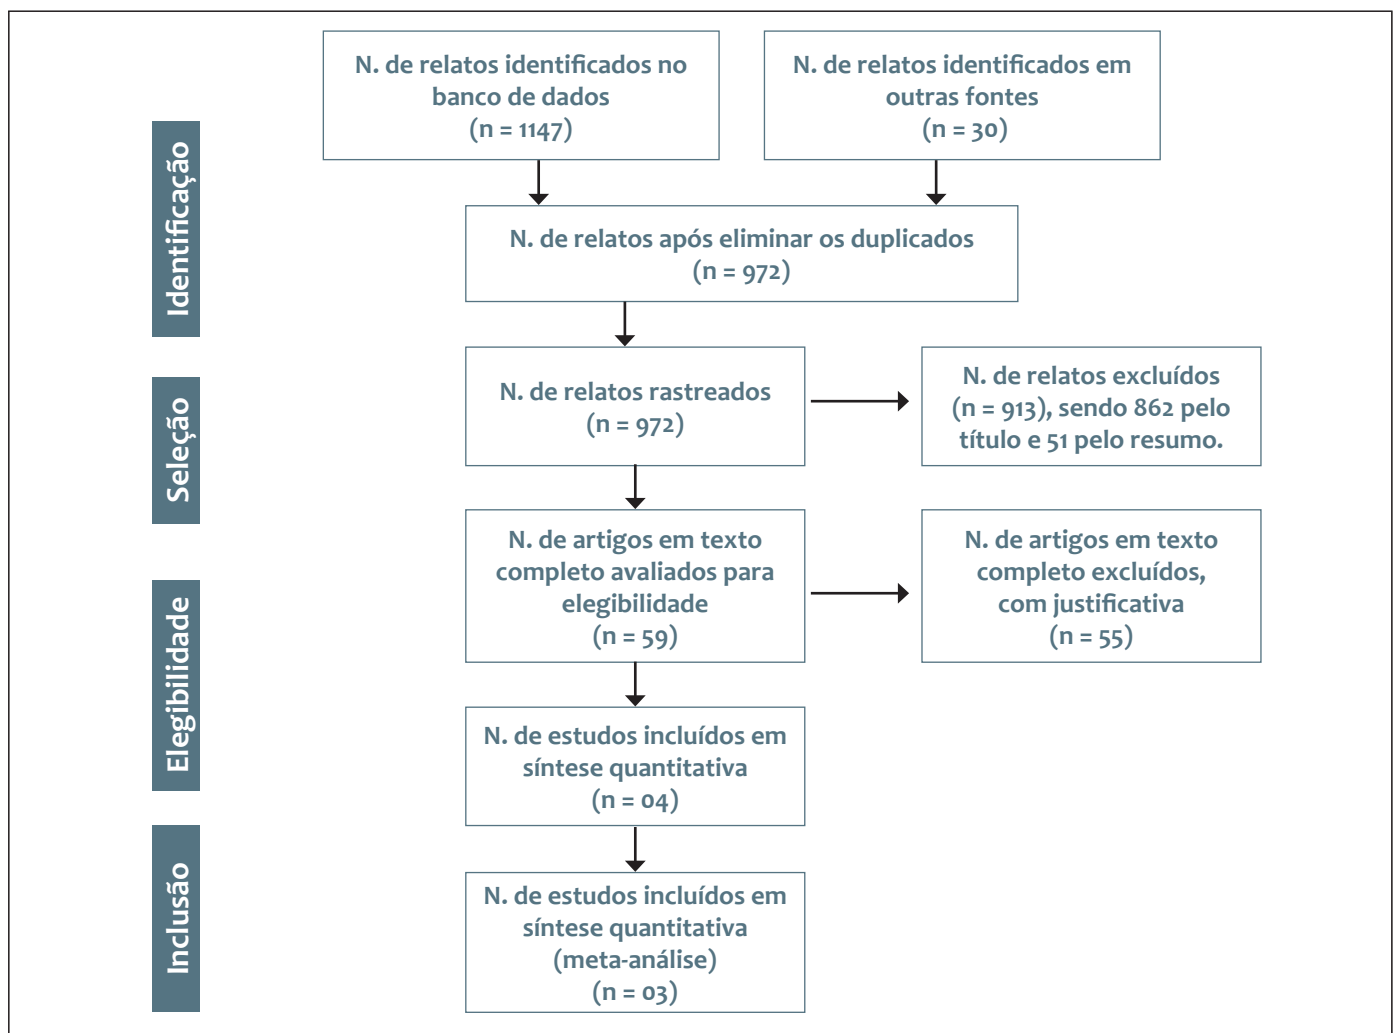 N. de relatos identificados no
banco de dados
(n = 1147)
N. de relatos identificados em
outras fontes
(n = 30)
Identificação
N. de relatos após eliminar os duplicados
(n = 972)
Seleção
N. de relatos rastreados
(n = 972)
N. de relatos excluídos
(n = 913), sendo 862 pelo
título e 51 pelo resumo.
Elegibilidade
N. de artigos em texto
completo avaliados para
elegibilidade
(n = 59)
N. de artigos em texto
completo excluídos,
com justificativa
(n = 55)
N. de estudos incluídos em
síntese quantitativa
(n = 04)
Inclusão
N. de estudos incluídos em
síntese quantitativa
(meta-análise)
(n = 03)